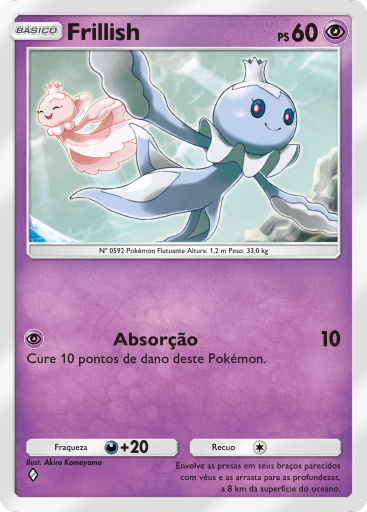 BÁSICO Frillish PS 60
Nº 0592 Pokémon Flutuante Altura: 1,2 m Peso: 33,0 kg
Absorção 10
Cure 10 pontos de dano deste Pokémon.
Fraqueza +20 Recuo
Ilust. Akira Komayama
Envolve as presas em seus braços parecidos
com véus e as arrasta para as profundezas,
a 8 km da superfície do oceano.